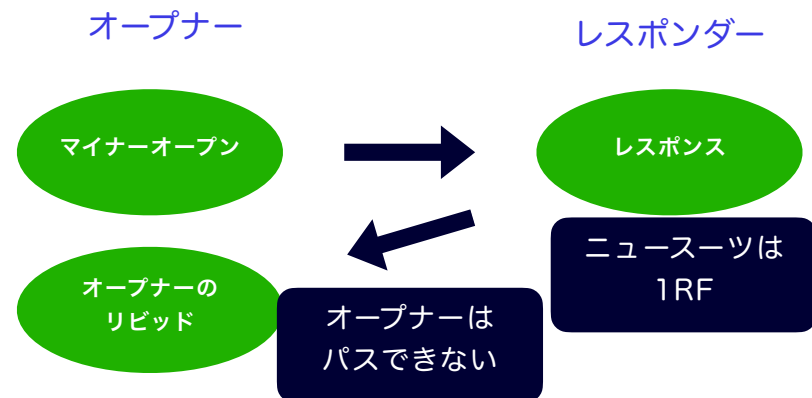 オープナー
レスポンダー
マイナーオープン
レスポンス
ニュースーツは
1RF
オープナーの
リビッド
オープナーは
パスできない